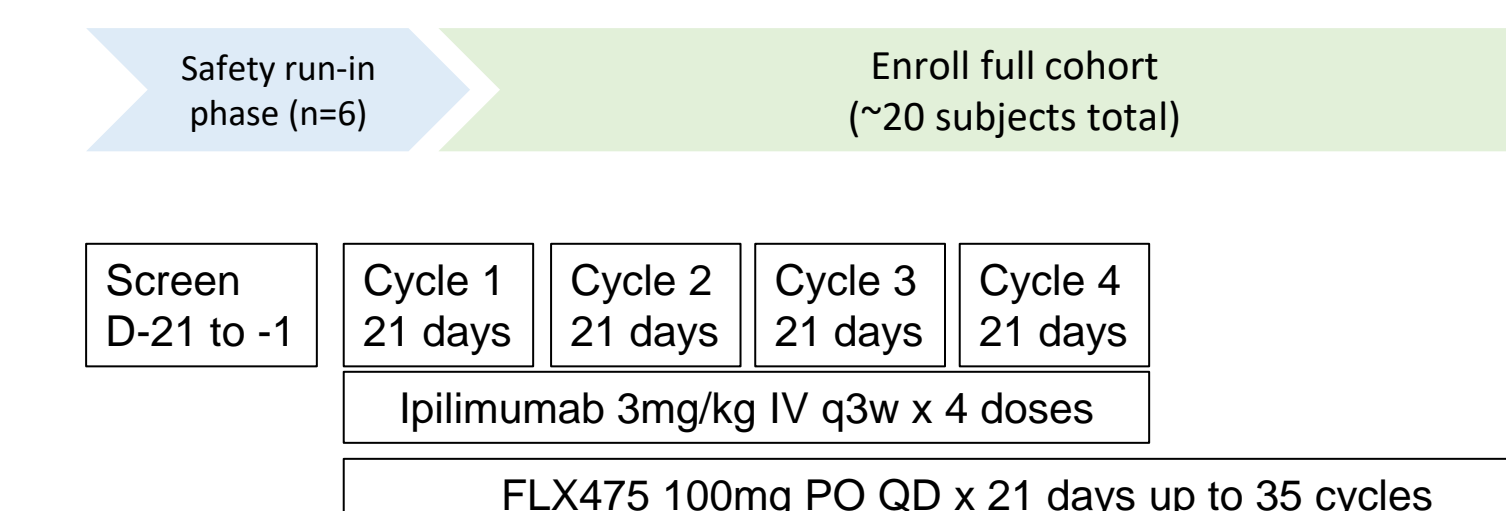 Safety run-in
phase (n=6)
Enroll full cohort
(~20 subjects total)
Screen
D-21 to -1
Cycle 1
21 days
Cycle 2
21 days
Cycle 3
21 days
Cycle 4
21 days
Ipilimumab 3mg/kg IV q3w x 4 doses
FLX475 100mg PO QD x 21 days up to 35 cycles